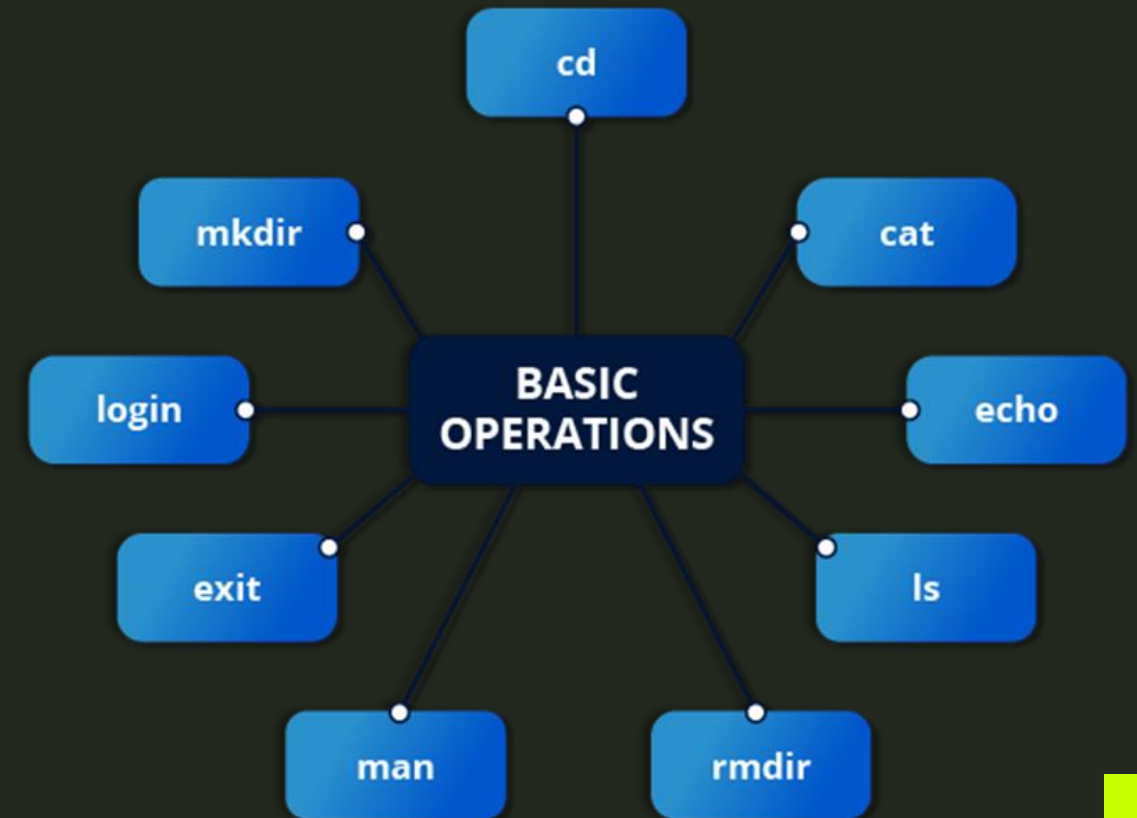 cd
mkdir
cat
BASIC
OPERATIONS
login
echo
exit
ls
man
rmdir